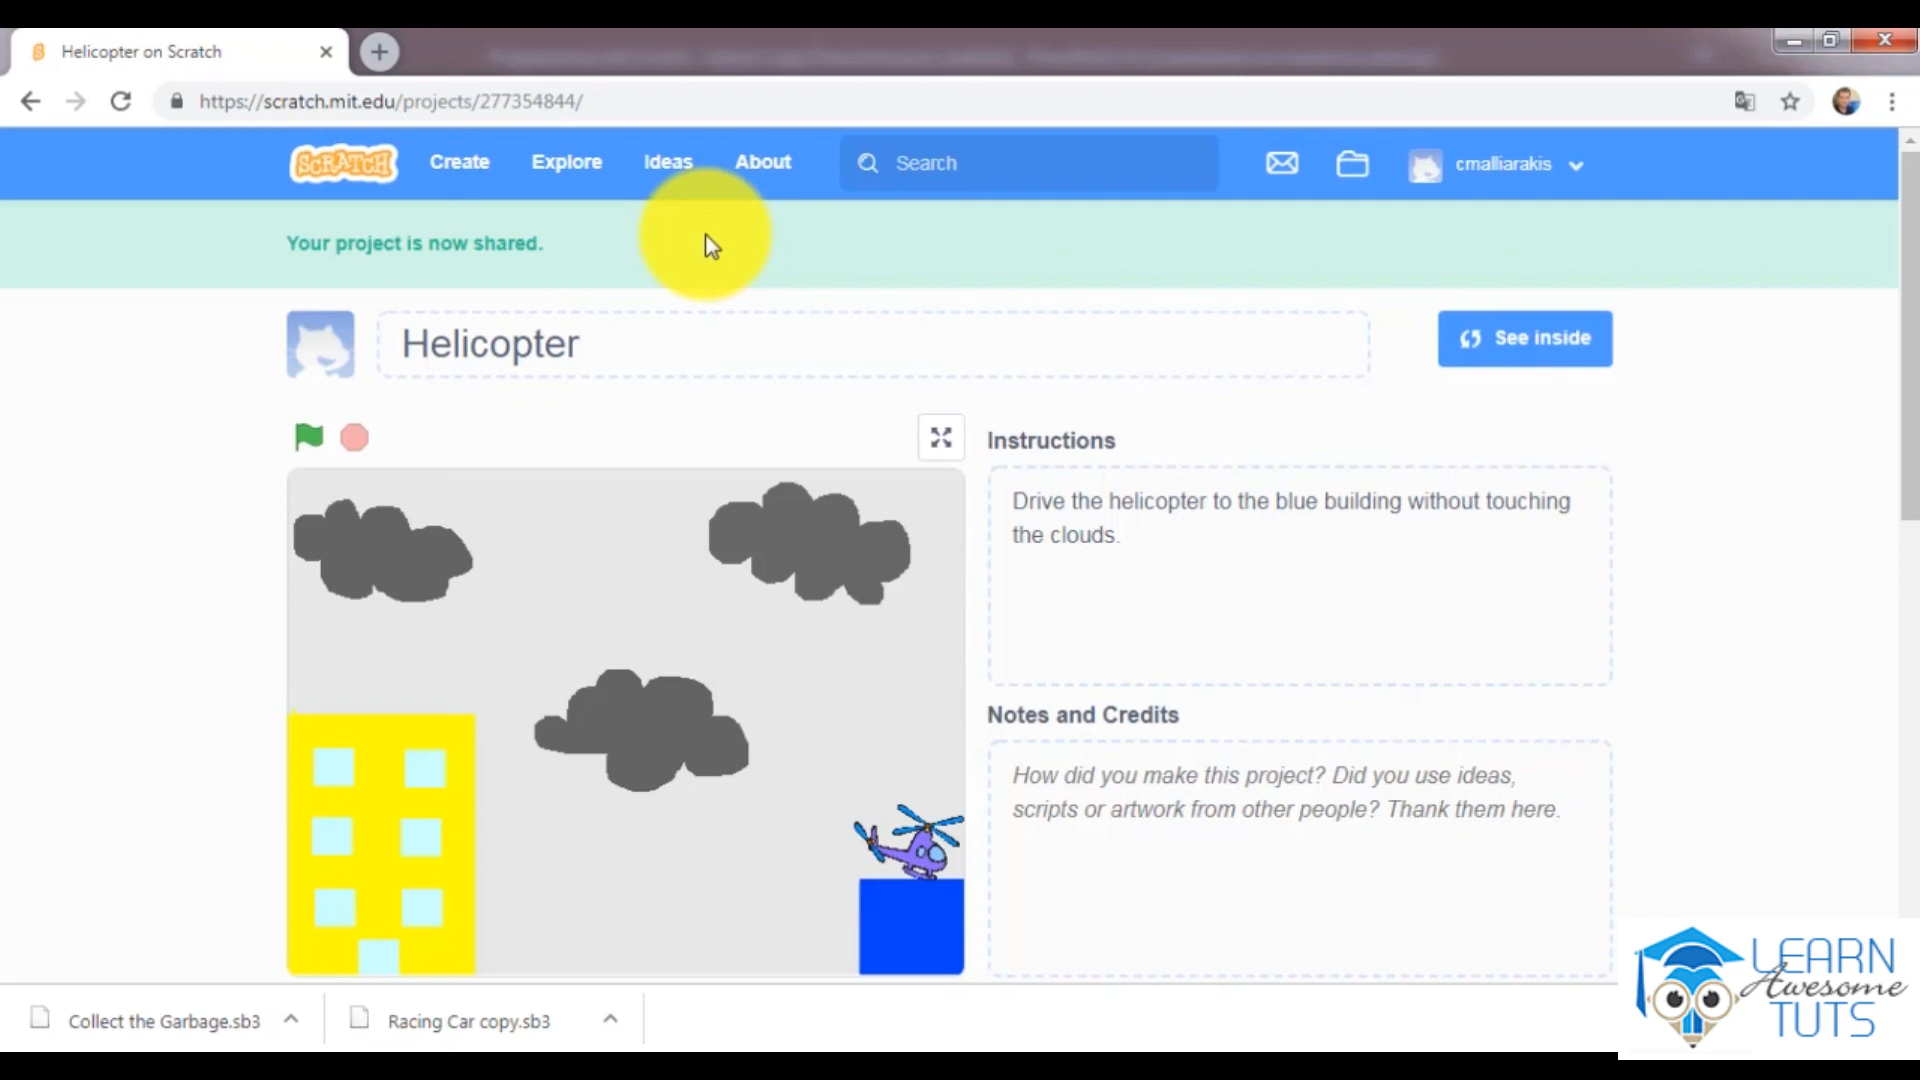 Helicopter on Scratch
https://scratch.mit.edu/projects/277354844/
SCRATCH
Create
Explore
Ideas
About
Search
cmalliarakis
Your project is now shared.
Helicopter
See inside
Instructions
Drive the helicopter to the blue building without touching
the clouds.
Notes and Credits
How did you make this project? Did you use ideas,
scripts or artwork from other people? Thank them here.
Collect the Garbage.sb3
Racing Car copy.sb3
LEARN
Awesome
TUTS